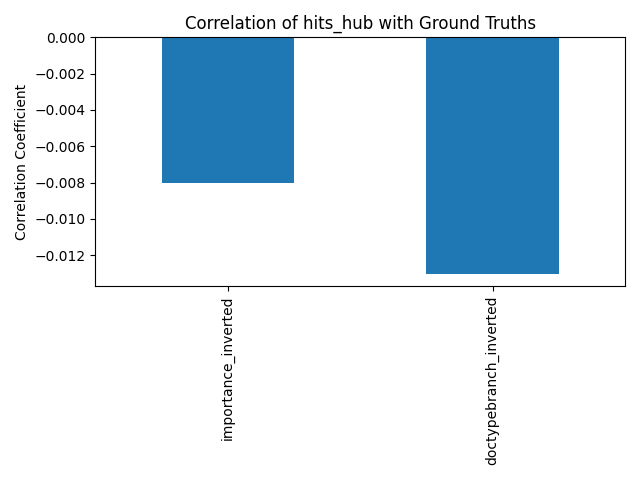 Correlation of hits_hub with Ground Truths
Correlation Coefficient
0.000
−0.002
−0.004
−0.006
−0.008
−0.010
−0.012
importance_inverted
doctypebranch_inverted